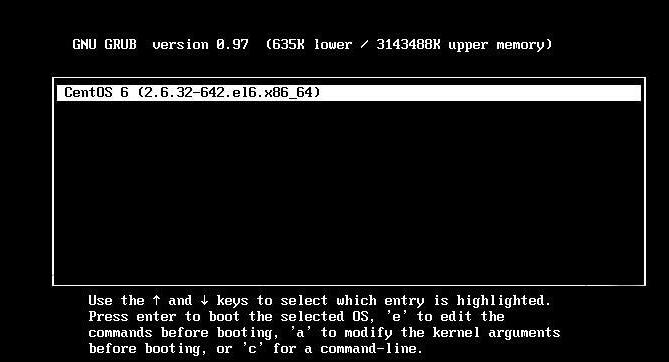 GNU GRUB  version 0.97  (635K lower / 3143488K upper memory)
CentOS 6 (2.6.32-642.el6.x86_64)
Use the ↑ and ↓ keys to select which entry is highlighted.
Press enter to boot the selected OS, 'e' to edit the
commands before booting, 'a' to modify the kernel arguments
before booting, or 'c' for a command-line.